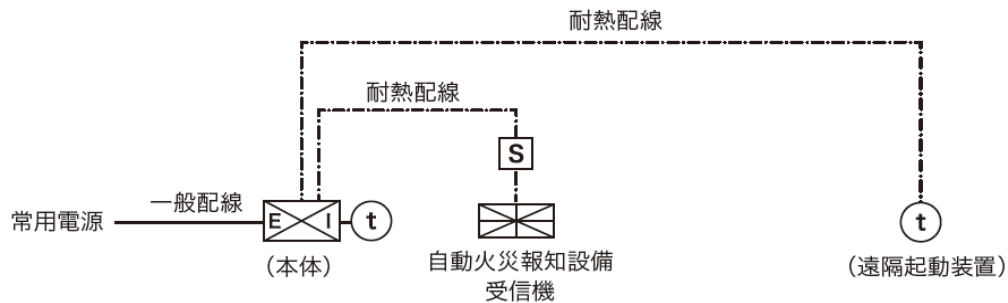 耐熱配線
耐熱配線
S
常用電源
一般配線
E I
t
t
(本体)
自動火災報知設備
受信機
(遠隔起動装置)